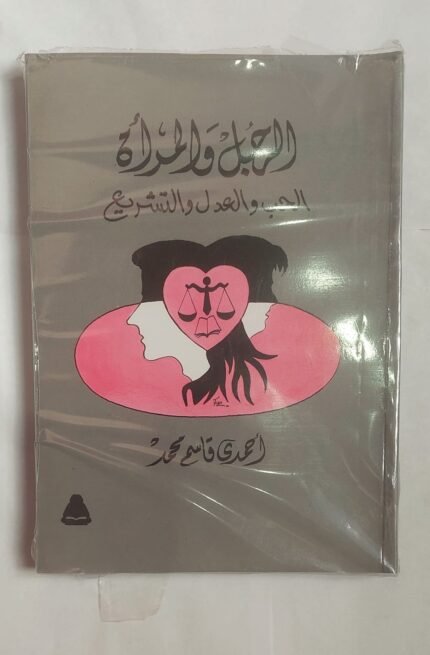 الرجل والمرأة
الحب والعدل والتشريع
أحمدي قاسم محمد